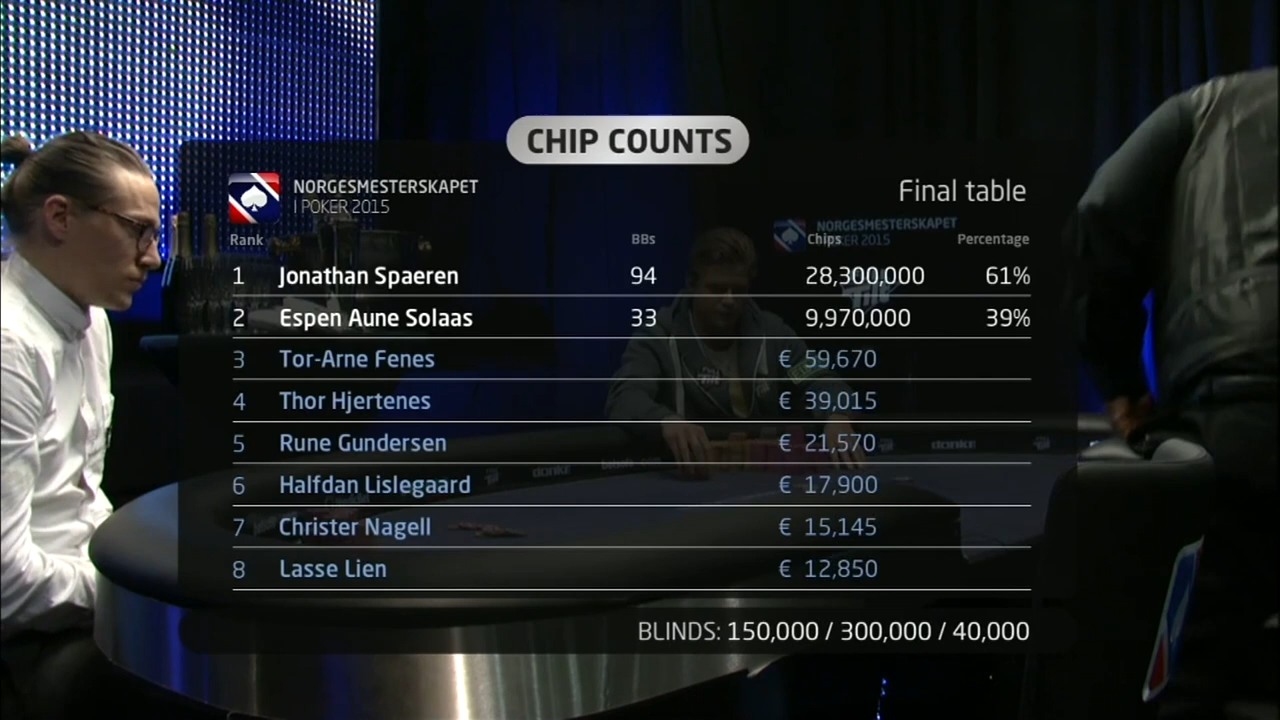 CHIP COUNTS
NORGESMESTERSKAPET
I POKER 2015
Final table
NORGESMESTERSKAPET
2015
Rank BBs Chips Percentage
1 Jonathan Spaeren 94 28,300,000 61%
2 Espen Aune Solaas 33 9,970,000 39%
3 Tor-Arne Fenes € 59,670
4 Thor Hjertenes € 39,015
5 Rune Gundersen € 21,570
6 Halfdan Lislegaard € 17,900
7 Christer Nagell € 15,145
8 Lasse Lien € 12,850
BLINDS: 150,000 / 300,000 / 40,000